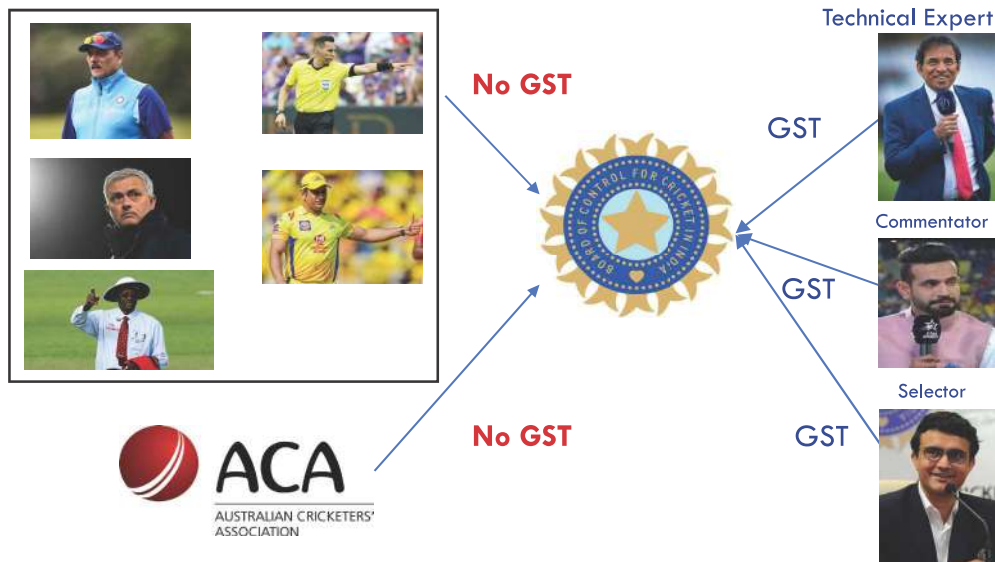 Technical Expert
No GST
GST
BOARD OF CONTROL FOR CRICKET IN INDIA
Commentator
GST
Selector
No GST
GST
ACA
AUSTRALIAN CRICKETERS'
ASSOCIATION